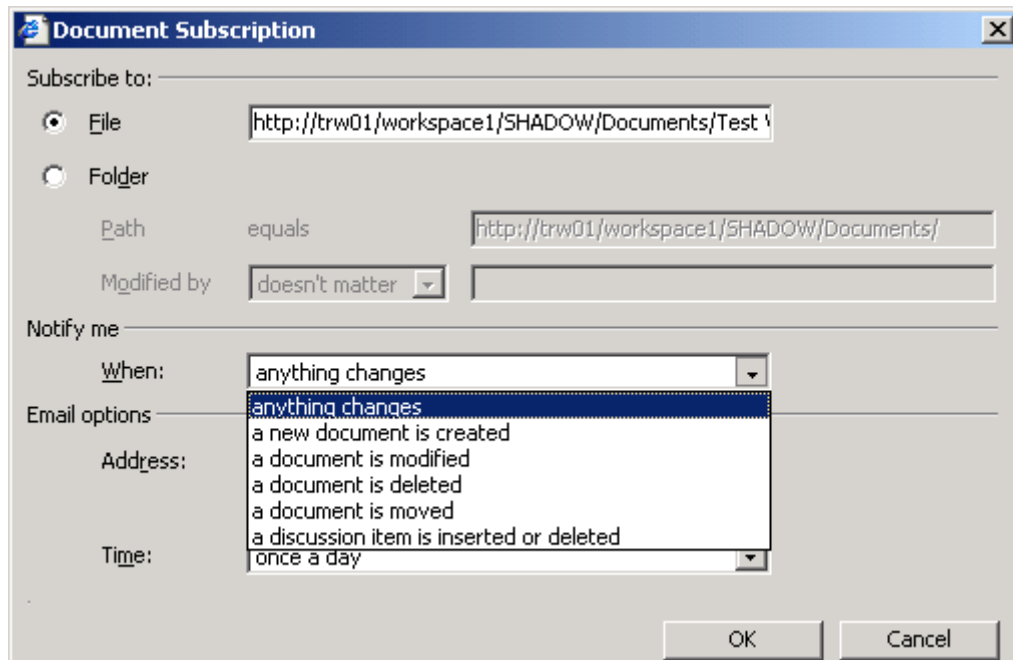 Document Subscription
Subscribe to:
File http://trw01/workspace1/SHADOW/Documents/Test
Folder
Path equals http://trw01/workspace1/SHADOW/Documents/
Modified by doesn't matter
Notify me
When: anything changes
anything changes
Email options
a new document is created
Address: a document is modified
a document is deleted
a document is moved
a discussion item is inserted or deleted
Time: once a day
OK Cancel